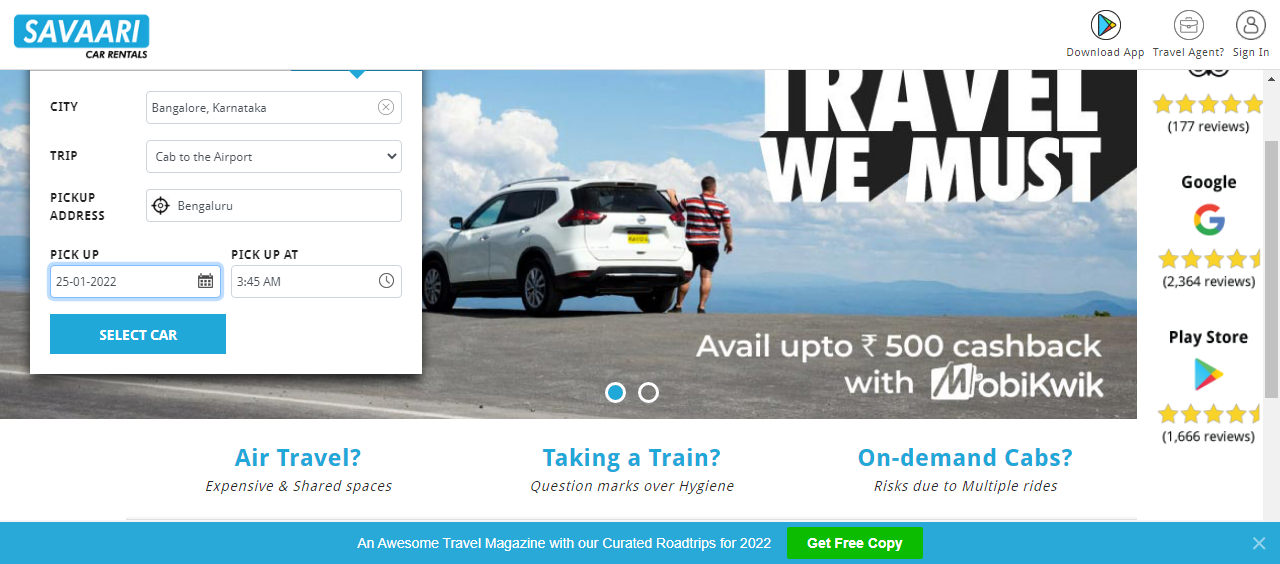 SAVAARI
CAR RENTALS
Download App
Travel Agent?
Sign In
CITY
Bangalore, Karnataka
TRIP
Cab to the Airport
PICKUP
ADDRESS
Bengaluru
PICK UP
PICK UP AT
25-01-2022
3:45 AM
SELECT CAR
TRAVEL
WE MUST
Avail upto ₹ 500 cashback
with MobiKwik
(177 reviews)
Google
(2,364 reviews)
Play Store
(1,666 reviews)
Air Travel?
Expensive & Shared spaces
Taking a Train?
Question marks over Hygiene
On-demand Cabs?
Risks due to Multiple rides
An Awesome Travel Magazine with our Curated Roadtrips for 2022
Get Free Copy